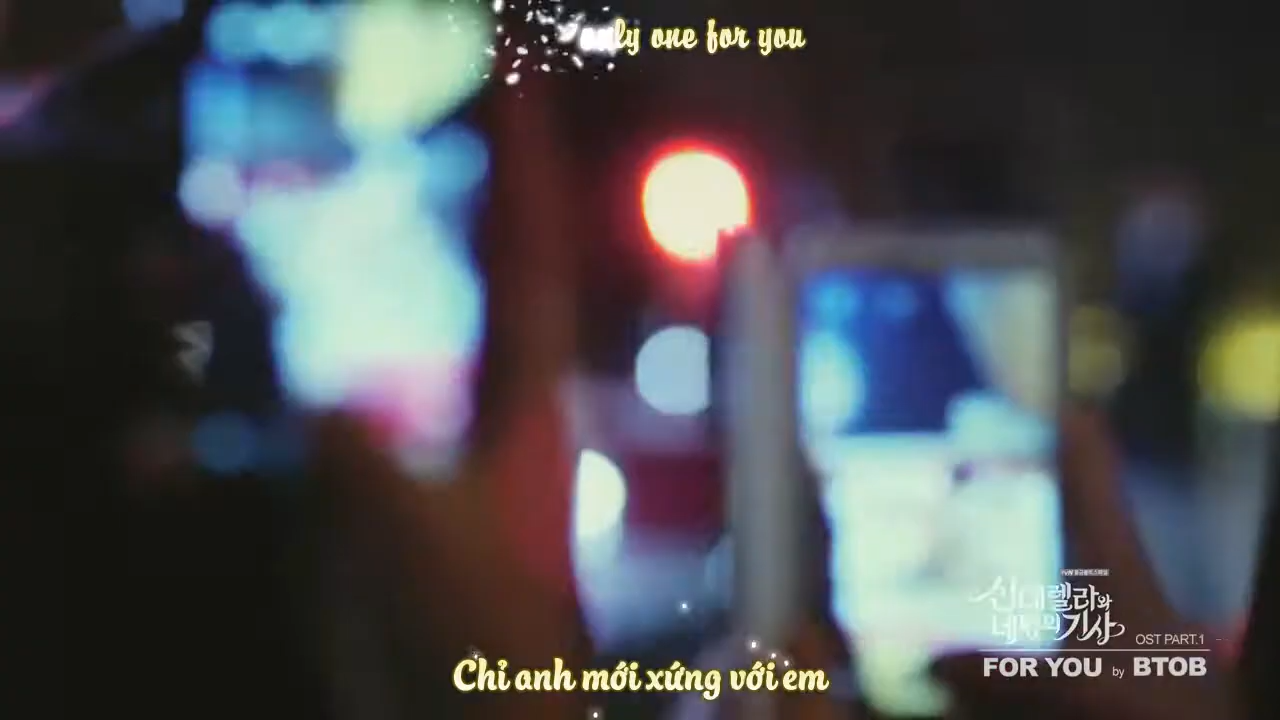 only one for you
신데렐라와
네명의 기사
OST PART.1
FOR YOU by BTOB
Chỉ anh mới xứng với em